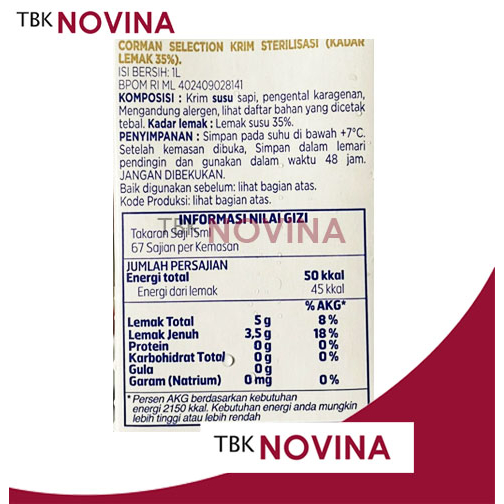 TBK NOVINA
CORMAN SELECTION KRIM STERILISASI (KADAR
LEMAK 35%).
ISI BERSIH: 1L
BPOM RI ML 402409028141
KOMPOSISI : Krim susu sapi, pengental karagenan,
Mengandung alergen, lihat daftar bahan yang dicetak
tebal. Kadar lemak : Lemak susu 35%.
PENYIMPANAN : Simpan pada suhu di bawah +7°C.
Setelah kemasan dibuka, Simpan dalam lemari
pendingin dan gunakan dalam waktu 48 jam.
JANGAN DIBEKUKAN.
Baik digunakan sebelum: lihat bagian atas.
Kode Produksi: lihat bagian atas.
INFORMASI NILAI GIZI
Takaran Saji 15ml
TBK NOVINA
67 Sajian per Kemasan
JUMLAH PERSAJIAN
Energi total 50 kkal
Energi dari lemak 45 kkal
% AKG*
Lemak Total 5 g 8 %
Lemak Jenuh 3,5 g 18 %
Protein 0 g 0 %
Karbohidrat Total 0 g 0 %
Gula 0 g
Garam (Natrium) 0 mg 0 %
* Persen AKG berdasarkan kebutuhan
energi 2150 kkal. Kebutuhan energi anda mungkin
lebih tinggi atau lebih rendah
TBK NOVINA